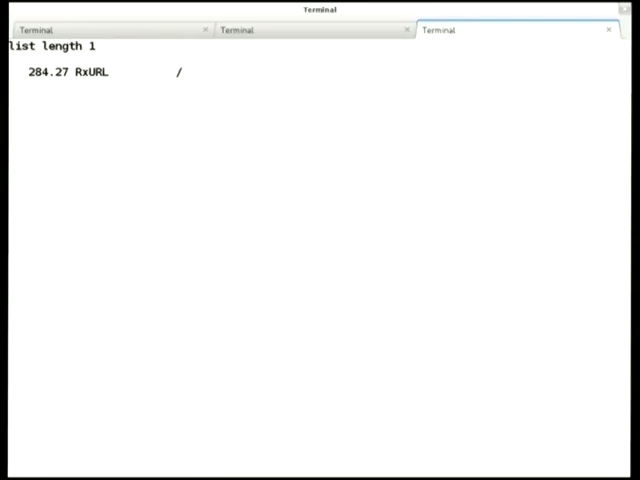 Terminal
Terminal Terminal Terminal
list length 1
284.27 RxURL /